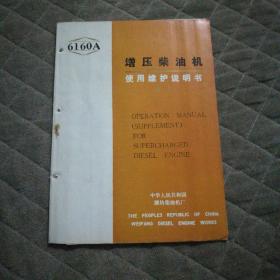 6160A
增压柴油机
使用维护说明书
OPERATION MANUAL
(SUPPLEMENT)
FOR
SUPERCHARGED
DIESEL ENGINE
中华人民共和国
潍坊柴油机厂
THE PEOPLES REPUBLIC OF CHINA
WEIFANG DIESEL ENGINE WORKS